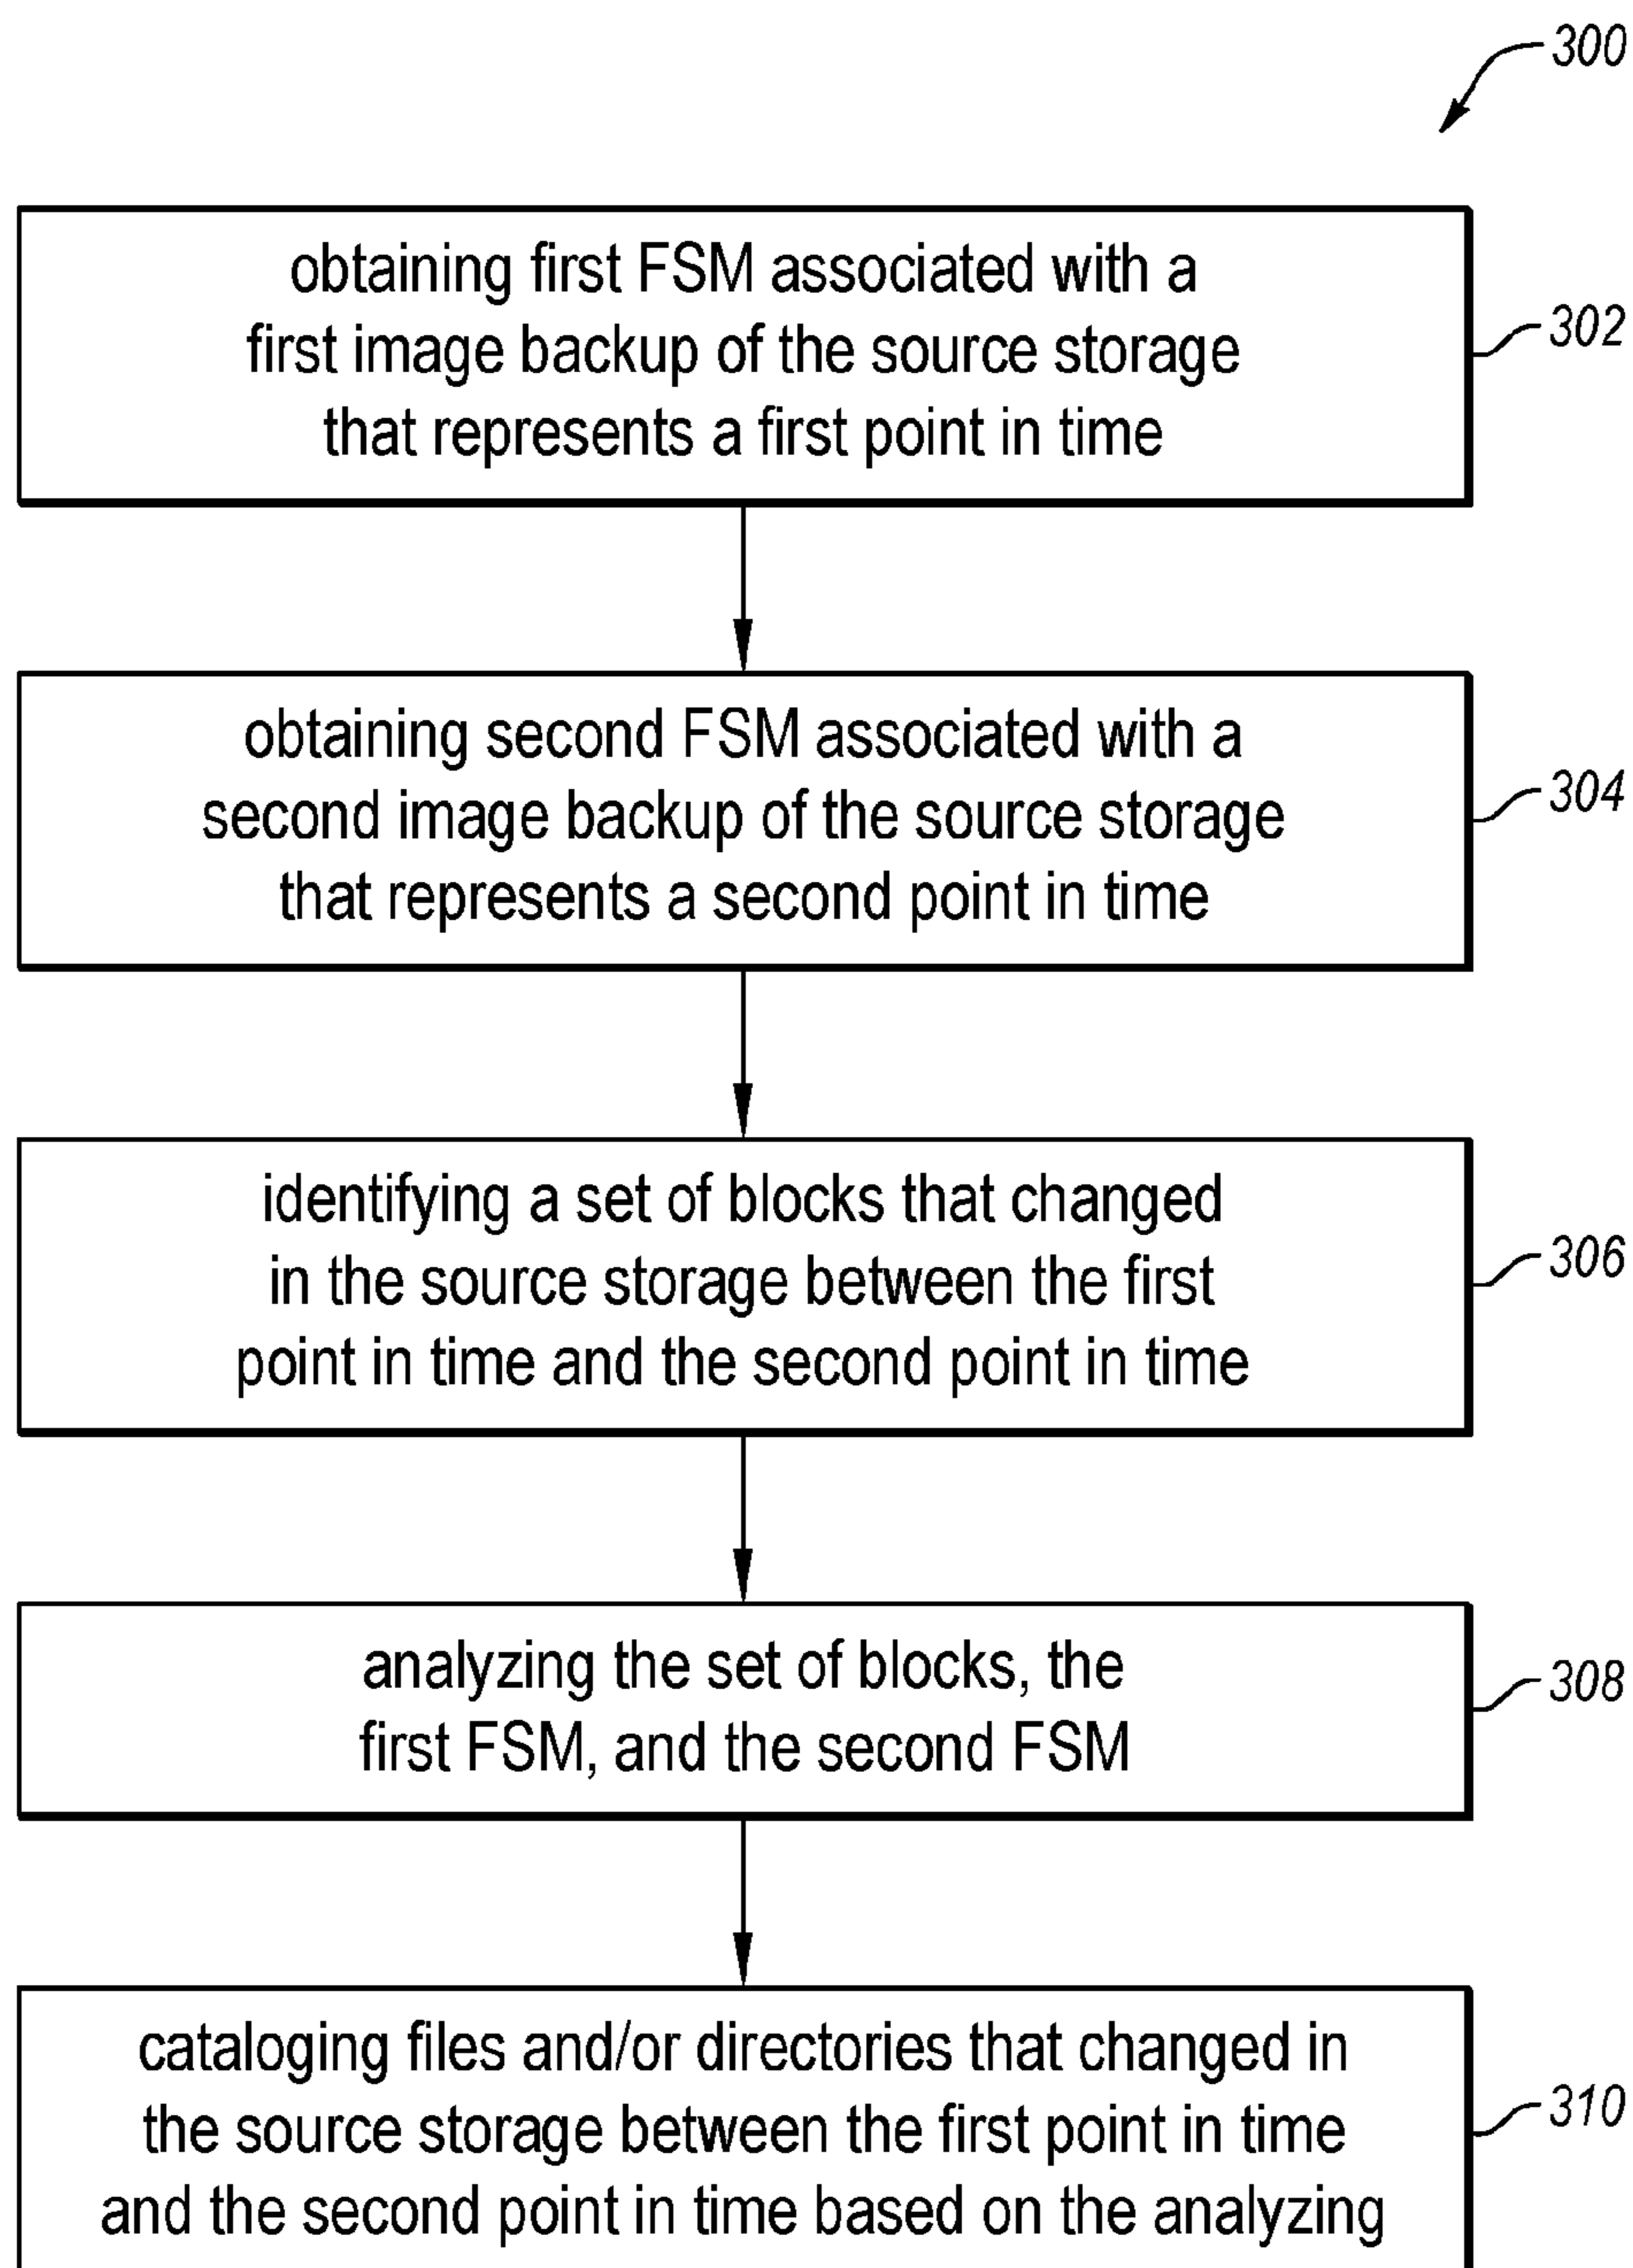 300
obtaining first FSM associated with a
first image backup of the source storage
that represents a first point in time
302
obtaining second FSM associated with a
second image backup of the source storage
that represents a second point in time
304
identifying a set of blocks that changed
in the source storage between the first
point in time and the second point in time
306
analyzing the set of blocks, the
first FSM, and the second FSM
308
cataloging files and/or directories that changed in
the source storage between the first point in time
and the second point in time based on the analyzing
310